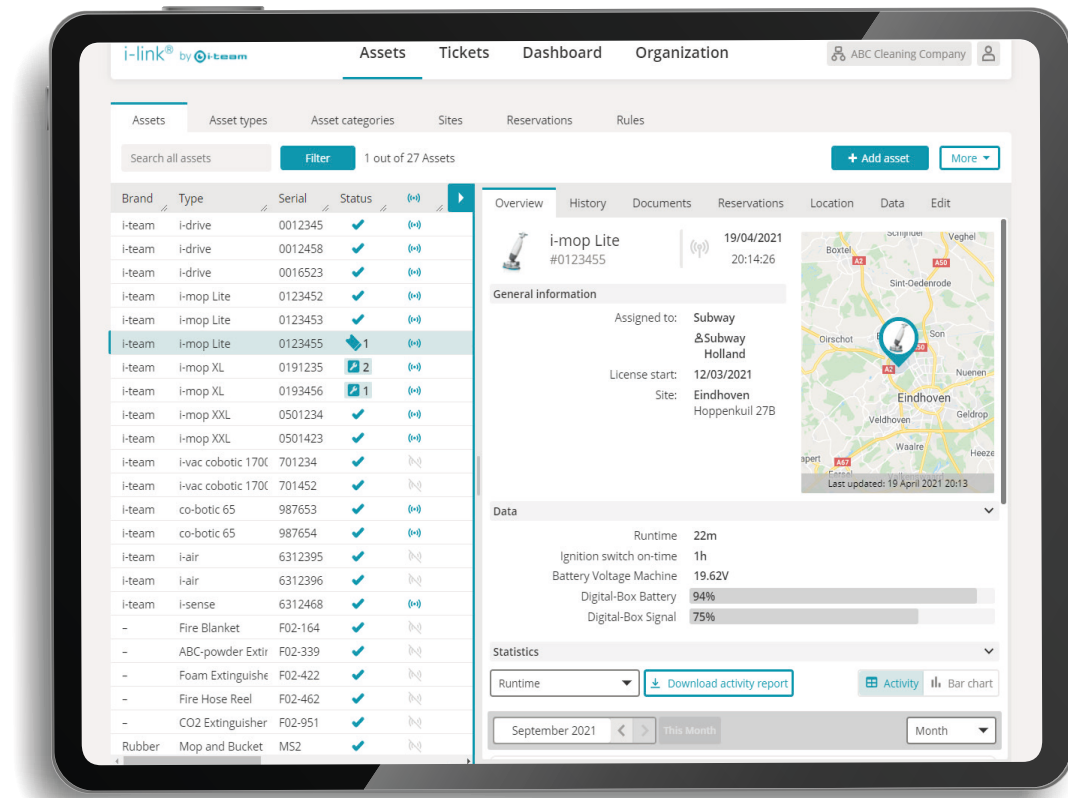 i-link® by i-team
Assets Tickets Dashboard Organization
ABC Cleaning Company
Assets Asset types Asset categories Sites Reservations Rules
Search all assets Filter 1 out of 27 Assets
+ Add asset More
Brand Type Serial Status
i-team i-drive 0012345
i-team i-drive 0012458
i-team i-drive 0016523
i-team i-mop Lite 0123452
i-team i-mop Lite 0123453
i-team i-mop Lite 0123455 1
i-team i-mop XL 0191235 2
i-team i-mop XL 0193456 1
i-team i-mop XXL 0501234
i-team i-mop XXL 0501423
i-team i-vac cobotic 1700 701234
i-team i-vac cobotic 1700 701452
i-team co-botic 65 987653
i-team co-botic 65 987654
i-team i-air 6312395
i-team i-air 6312396
i-team i-sense 6312468
– Fire Blanket F02-164
– ABC-powder Extir F02-339
– Foam Extinguishe F02-422
– Fire Hose Reel F02-462
– CO2 Extinguisher F02-951
Rubber Mop and Bucket MS2
Overview History Documents Reservations Location Data Edit
i-mop Lite
#0123455
19/04/2021
20:14:26
General information
Assigned to: Subway
Subway
Holland
License start: 12/03/2021
Site: Eindhoven
Hoppenkuil 27B
Schijndel
Veghel
Boxtel
A2
A50
Sint-Oedenrode
Oirschot
Son
A2
Nuenen
Eindhoven
Geldrop
Veldhoven
Waalre
Heeze
apert
A67
Last updated: 19 April 2021 20:13
Data
Runtime 22m
Ignition switch on-time 1h
Battery Voltage Machine 19.62V
Digital-Box Battery 94%
Digital-Box Signal 75%
Statistics
Runtime Download activity report Activity Bar chart
September 2021 < > This Month Month